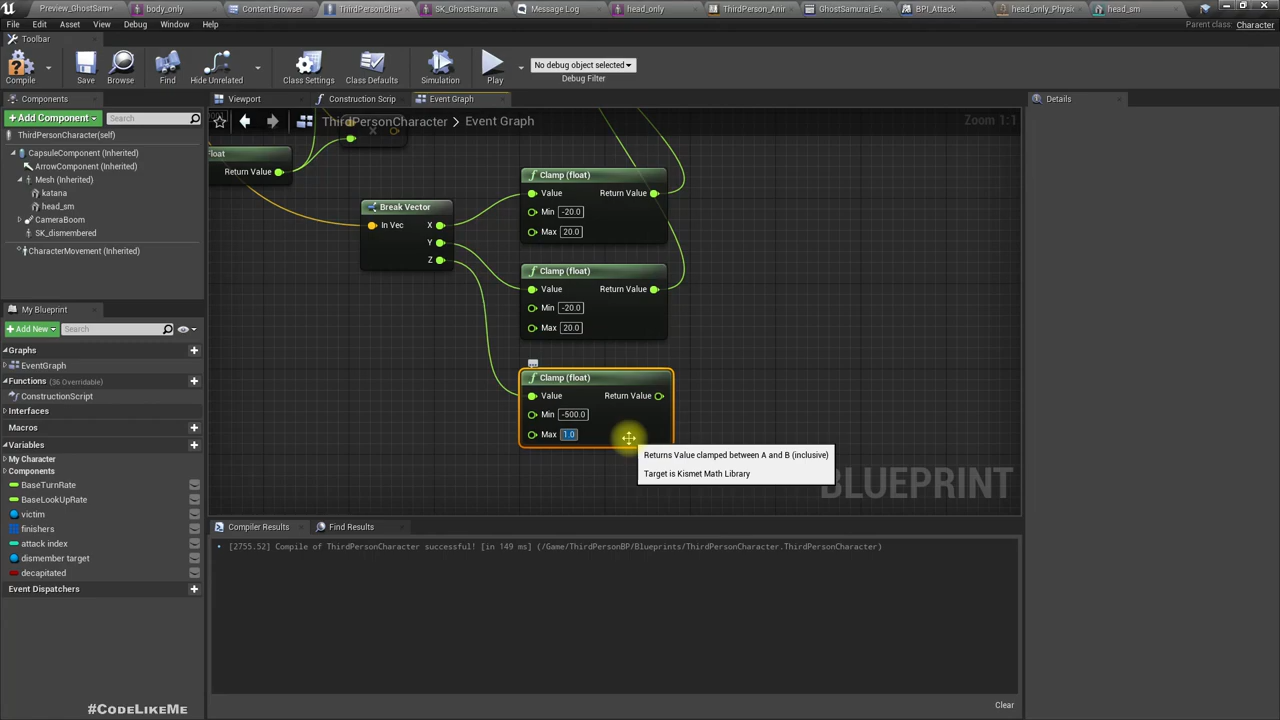 Preview_GhostSam*
body_only
Content Browser
ThirdPersonCha*
SK_GhostSamura
Message Log
head_only
ThirdPerson_Anir
GhostSamurai_Ex
BPI_Attack
head_only_Physic
head_sm
File
Edit
Asset
View
Debug
Window
Help
Parent class:
Character
Toolbar
Compile
Save
Browse
Find
Hide Unrelated
Class Settings
Class Defaults
Simulation
Play
No debug object selected
Debug Filter
Components
Viewport
Construction Scrip
Event Graph
Details
+ Add Component
Search
ThirdPersonCharacter > Event Graph
Zoom 1:1
ThirdPersonCharacter(self)
CapsuleComponent (Inherited)
ArrowComponent (Inherited)
Mesh (Inherited)
katana
head_sm
CameraBoom
SK_dismembered
CharacterMovement (Inherited)
Float
Return Value
Break Vector
In Vec
X
Y
Z
Clamp (float)
Value
Return Value
Min -20.0
Max 20.0
Clamp (float)
Value
Return Value
Min -20.0
Max 20.0
Clamp (float)
Value
Return Value
Min -500.0
Max 1.0
Returns Value clamped between A and B (inclusive)
Target is Kismet Math Library
BLUEPRINT
My Blueprint
+ Add New
Search
Graphs
EventGraph
Functions (36 Overridable)
ConstructionScript
Interfaces
Macros
Variables
My Character
Components
BaseTurnRate
BaseLookUpRate
victim
finishers
attack index
dismember target
decapitated
Event Dispatchers
Compiler Results
Find Results
[2755.52] Compile of ThirdPersonCharacter successful! [in 149 ms] (/Game/ThirdPersonBP/Blueprints/ThirdPersonCharacter.ThirdPersonCharacter)
Clear
#CodeLikeMe